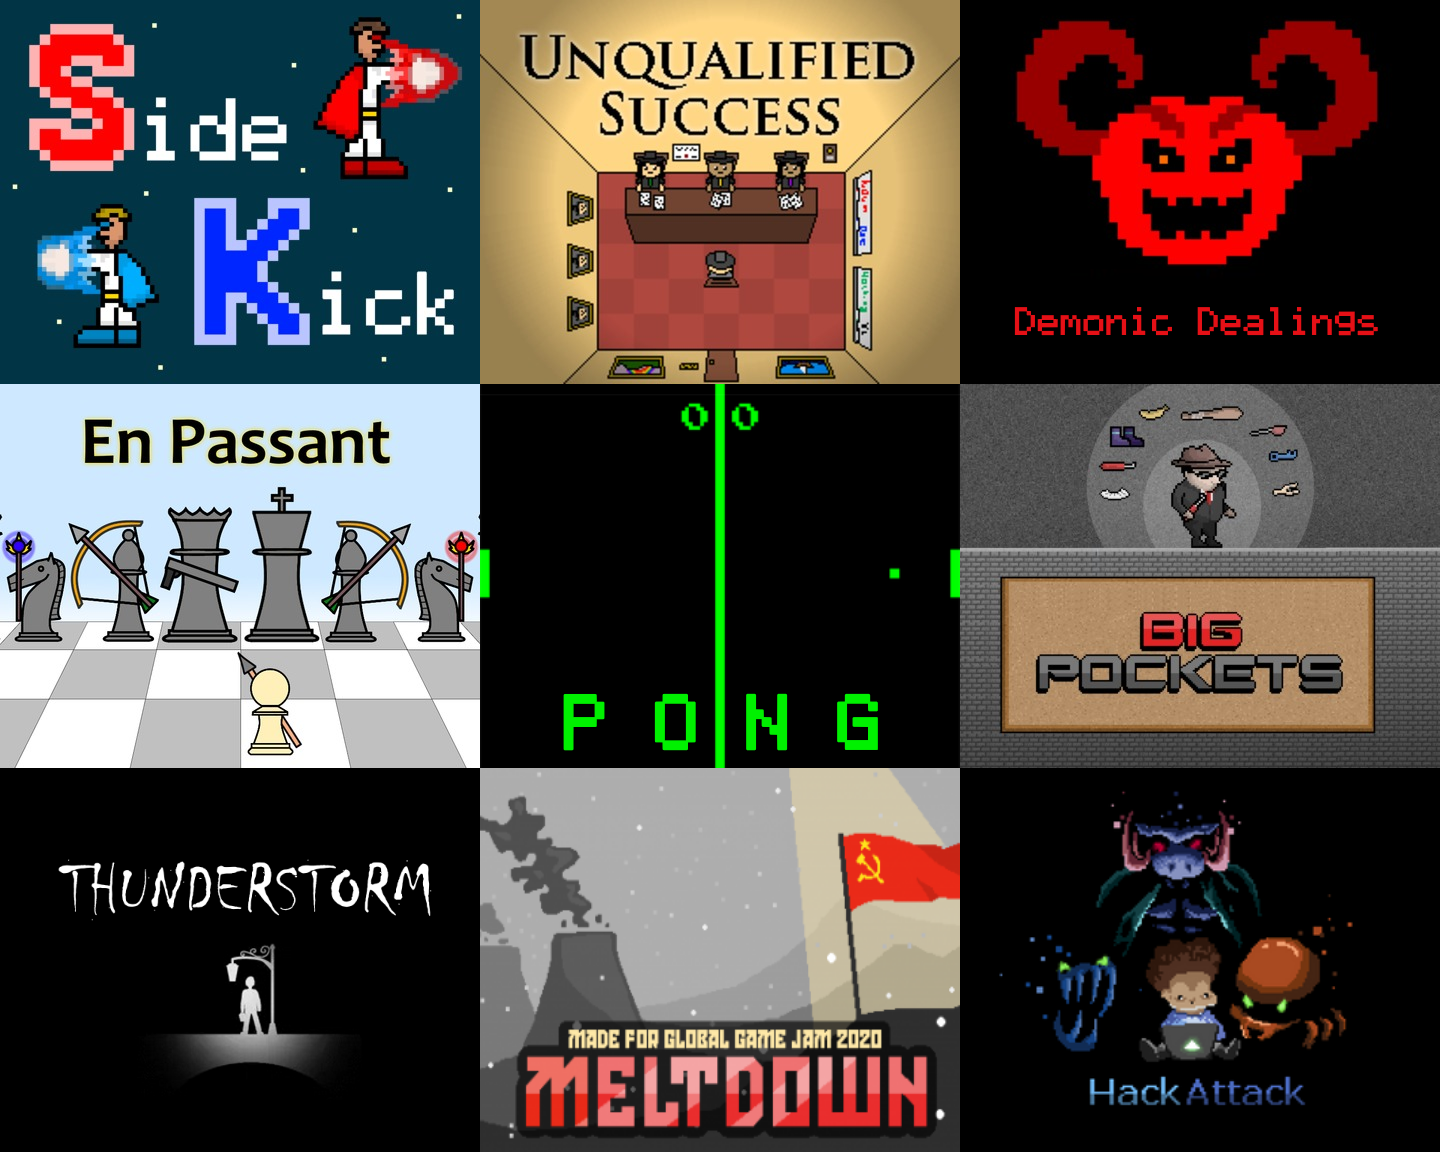 Side
Kick
UNQUALIFIED
SUCCESS
Demonic Dealings
En Passant
0 0
P O N G
BIG
POCKETS
THUNDERSTORM
MADE FOR GLOBAL GAME JAM 2020
MELTDOWN
HackAttack